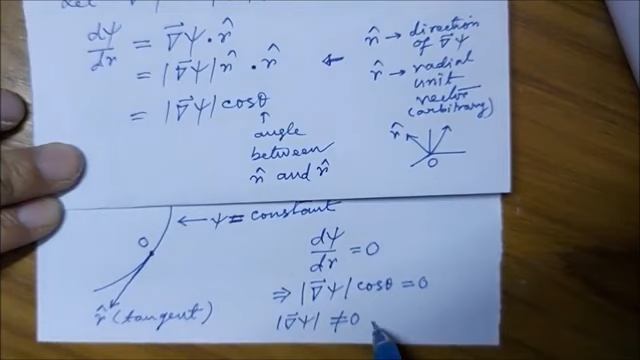 dψ/dr = ∇⃗ψ · r̂
= |∇⃗ψ| n̂ · r̂
= |∇⃗ψ| cosθ
↑
angle
between
n̂ and r̂
← n̂ → direction
of ∇⃗ψ
r̂ → radial
unit
vector
(arbitrary)
r̂
O
← ψ = constant
O
r̂ (tangent)
dψ/dr = 0
⇒ |∇⃗ψ| cosθ = 0
|∇⃗ψ| ≠ 0